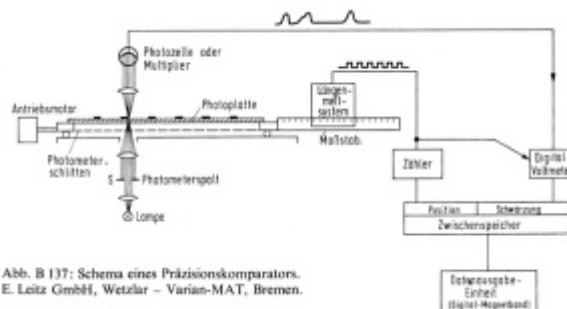 Photozelle oder
Multiplier
Photoplatte
Antriebsmotor
Längen-
meß-
system
Maßstab
Photometer-
schlitten
S
Photometerspalt
Lampe
Zähler
Digital-
Voltmeter
Position
Schwärzung
Zwischenspeicher
Datenausgabe-
Einheit
(Digital-Magnetband)
Abb. B 137: Schema eines Präzisionskomparators.
E. Leitz GmbH, Wetzlar – Varian-MAT, Bremen.